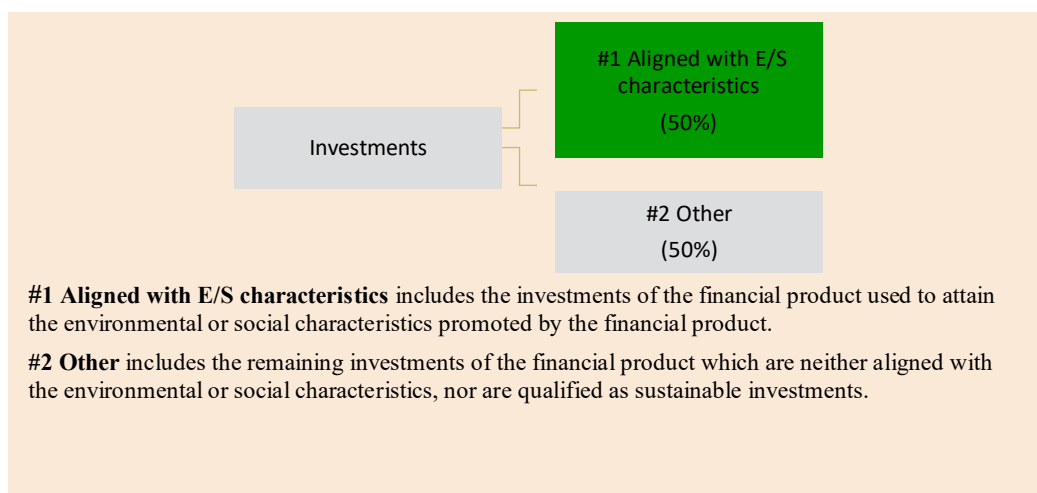 #1 Aligned with E/S
characteristics
(50%)
Investments
#2 Other
(50%)
#1 Aligned with E/S characteristics includes the investments of the financial product used to attain
the environmental or social characteristics promoted by the financial product.
#2 Other includes the remaining investments of the financial product which are neither aligned with
the environmental or social characteristics, nor are qualified as sustainable investments.